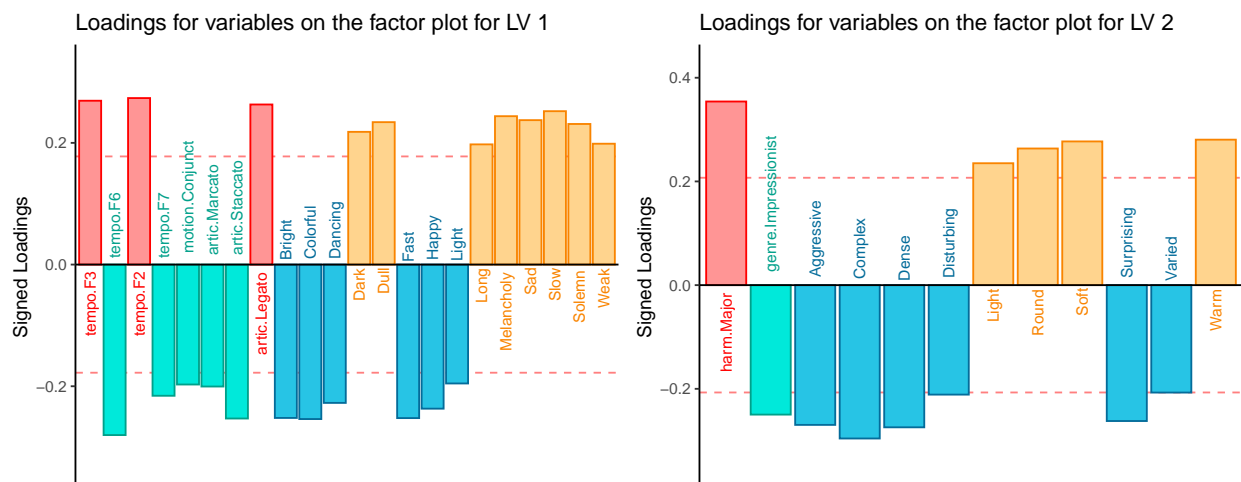 Loadings for variables on the factor plot for LV 1
Signed Loadings
0.2
0.0
−0.2
tempo.F3
tempo.F6
tempo.F2
tempo.F7
motion.Conjunct
artic.Marcato
artic.Staccato
artic.Legato
Bright
Colorful
Dancing
Dark
Dull
Fast
Happy
Light
Long
Melancholy
Sad
Slow
Solemn
Weak
Loadings for variables on the factor plot for LV 2
Signed Loadings
0.4
0.2
0.0
−0.2
harm.Major
genre.Impressionist
Aggressive
Complex
Dense
Disturbing
Light
Round
Soft
Surprising
Varied
Warm